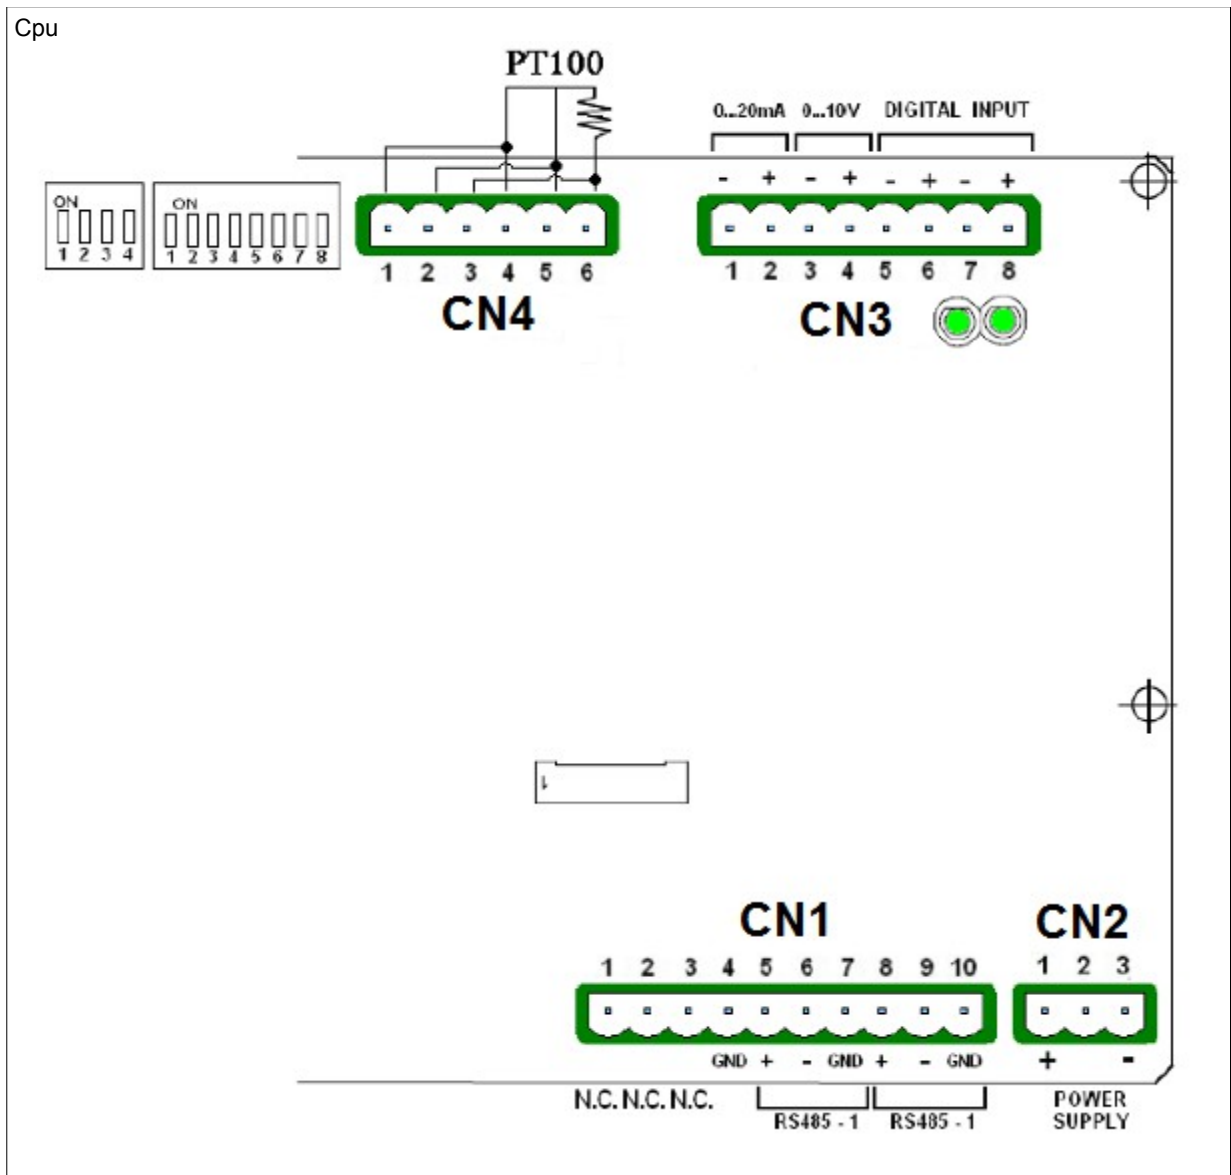 Cpu
PT100
0...20mA 0...10V DIGITAL INPUT
- + - + - + - +
ON
1 2 3 4
ON
1 2 3 4 5 6 7 8
1 2 3 4 5 6
CN4
1 2 3 4 5 6 7 8
CN3
1
CN1
1 2 3 4 5 6 7 8 9 10
GND + - GND + - GND
N.C. N.C. N.C.
RS485 - 1 RS485 - 1
CN2
1 2 3
+ -
POWER
SUPPLY